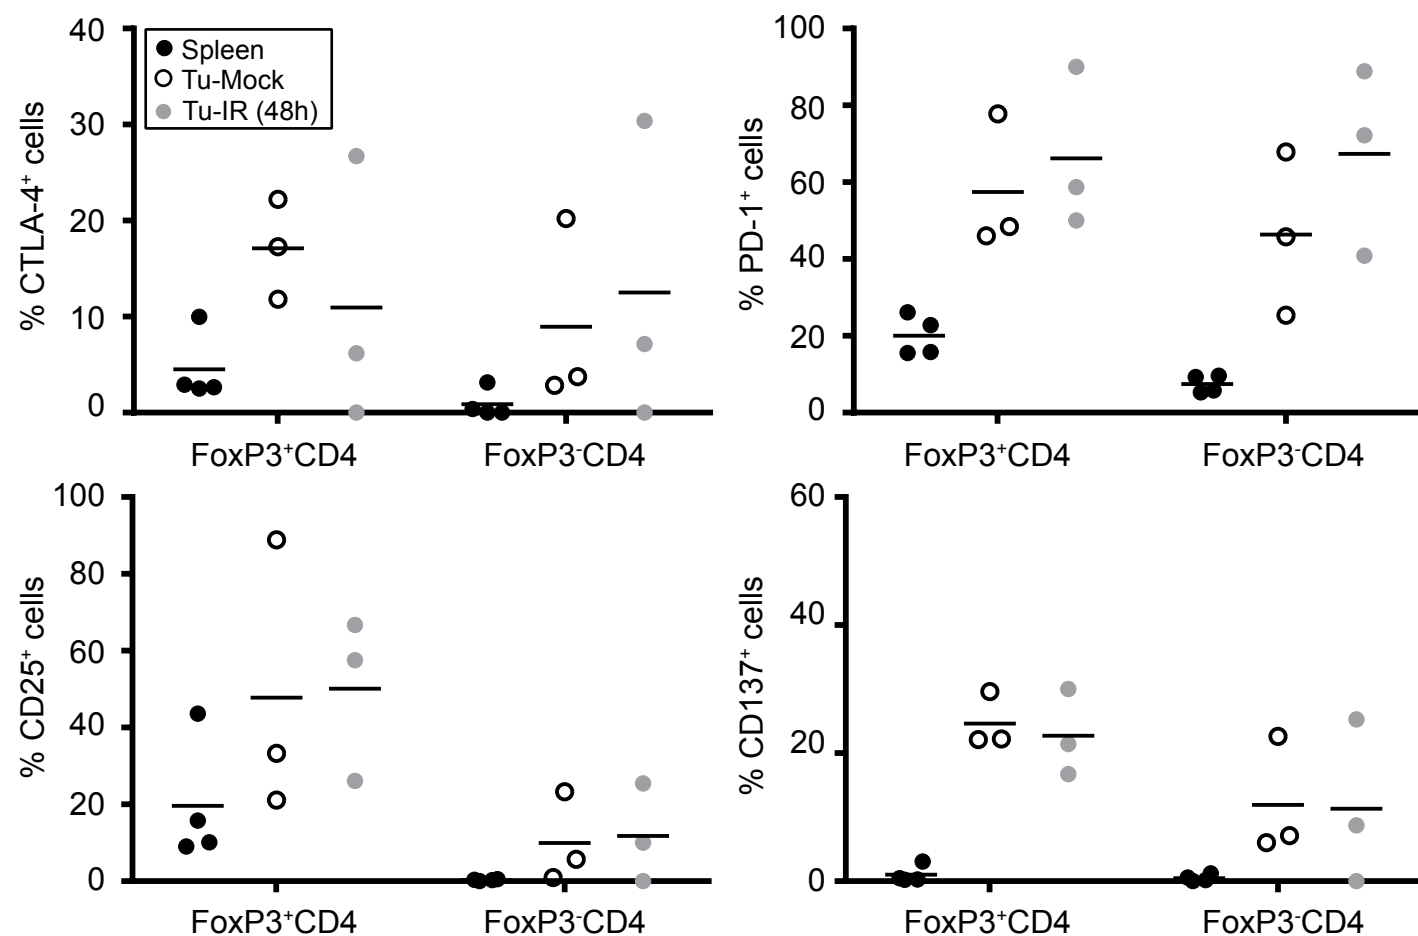 % CTLA-4⁺ cells
40
30
20
10
0
Spleen
Tu-Mock
Tu-IR (48h)
FoxP3⁺CD4
FoxP3⁻CD4
% PD-1⁺ cells
100
80
60
40
20
0
FoxP3⁺CD4
FoxP3⁻CD4
% CD25⁺ cells
100
80
60
40
20
0
FoxP3⁺CD4
FoxP3⁻CD4
% CD137⁺ cells
60
40
20
0
FoxP3⁺CD4
FoxP3⁻CD4